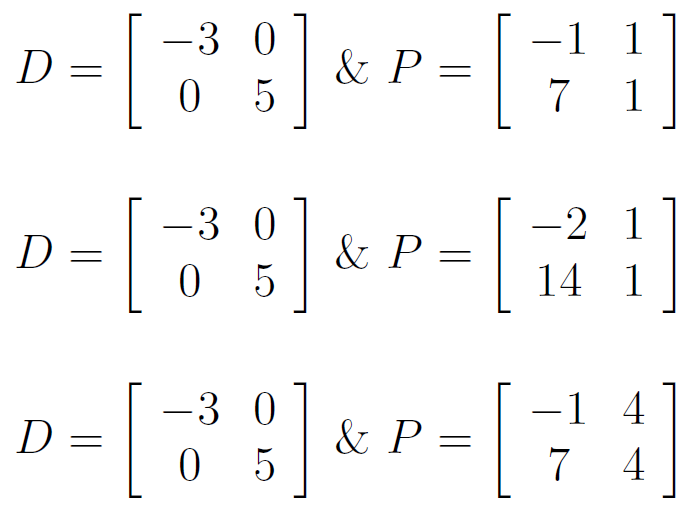 D = [ −3 0 ; 0 5 ] & P = [ −1 1 ; 7 1 ]
D = [ −3 0 ; 0 5 ] & P = [ −2 1 ; 14 1 ]
D = [ −3 0 ; 0 5 ] & P = [ −1 4 ; 7 4 ]